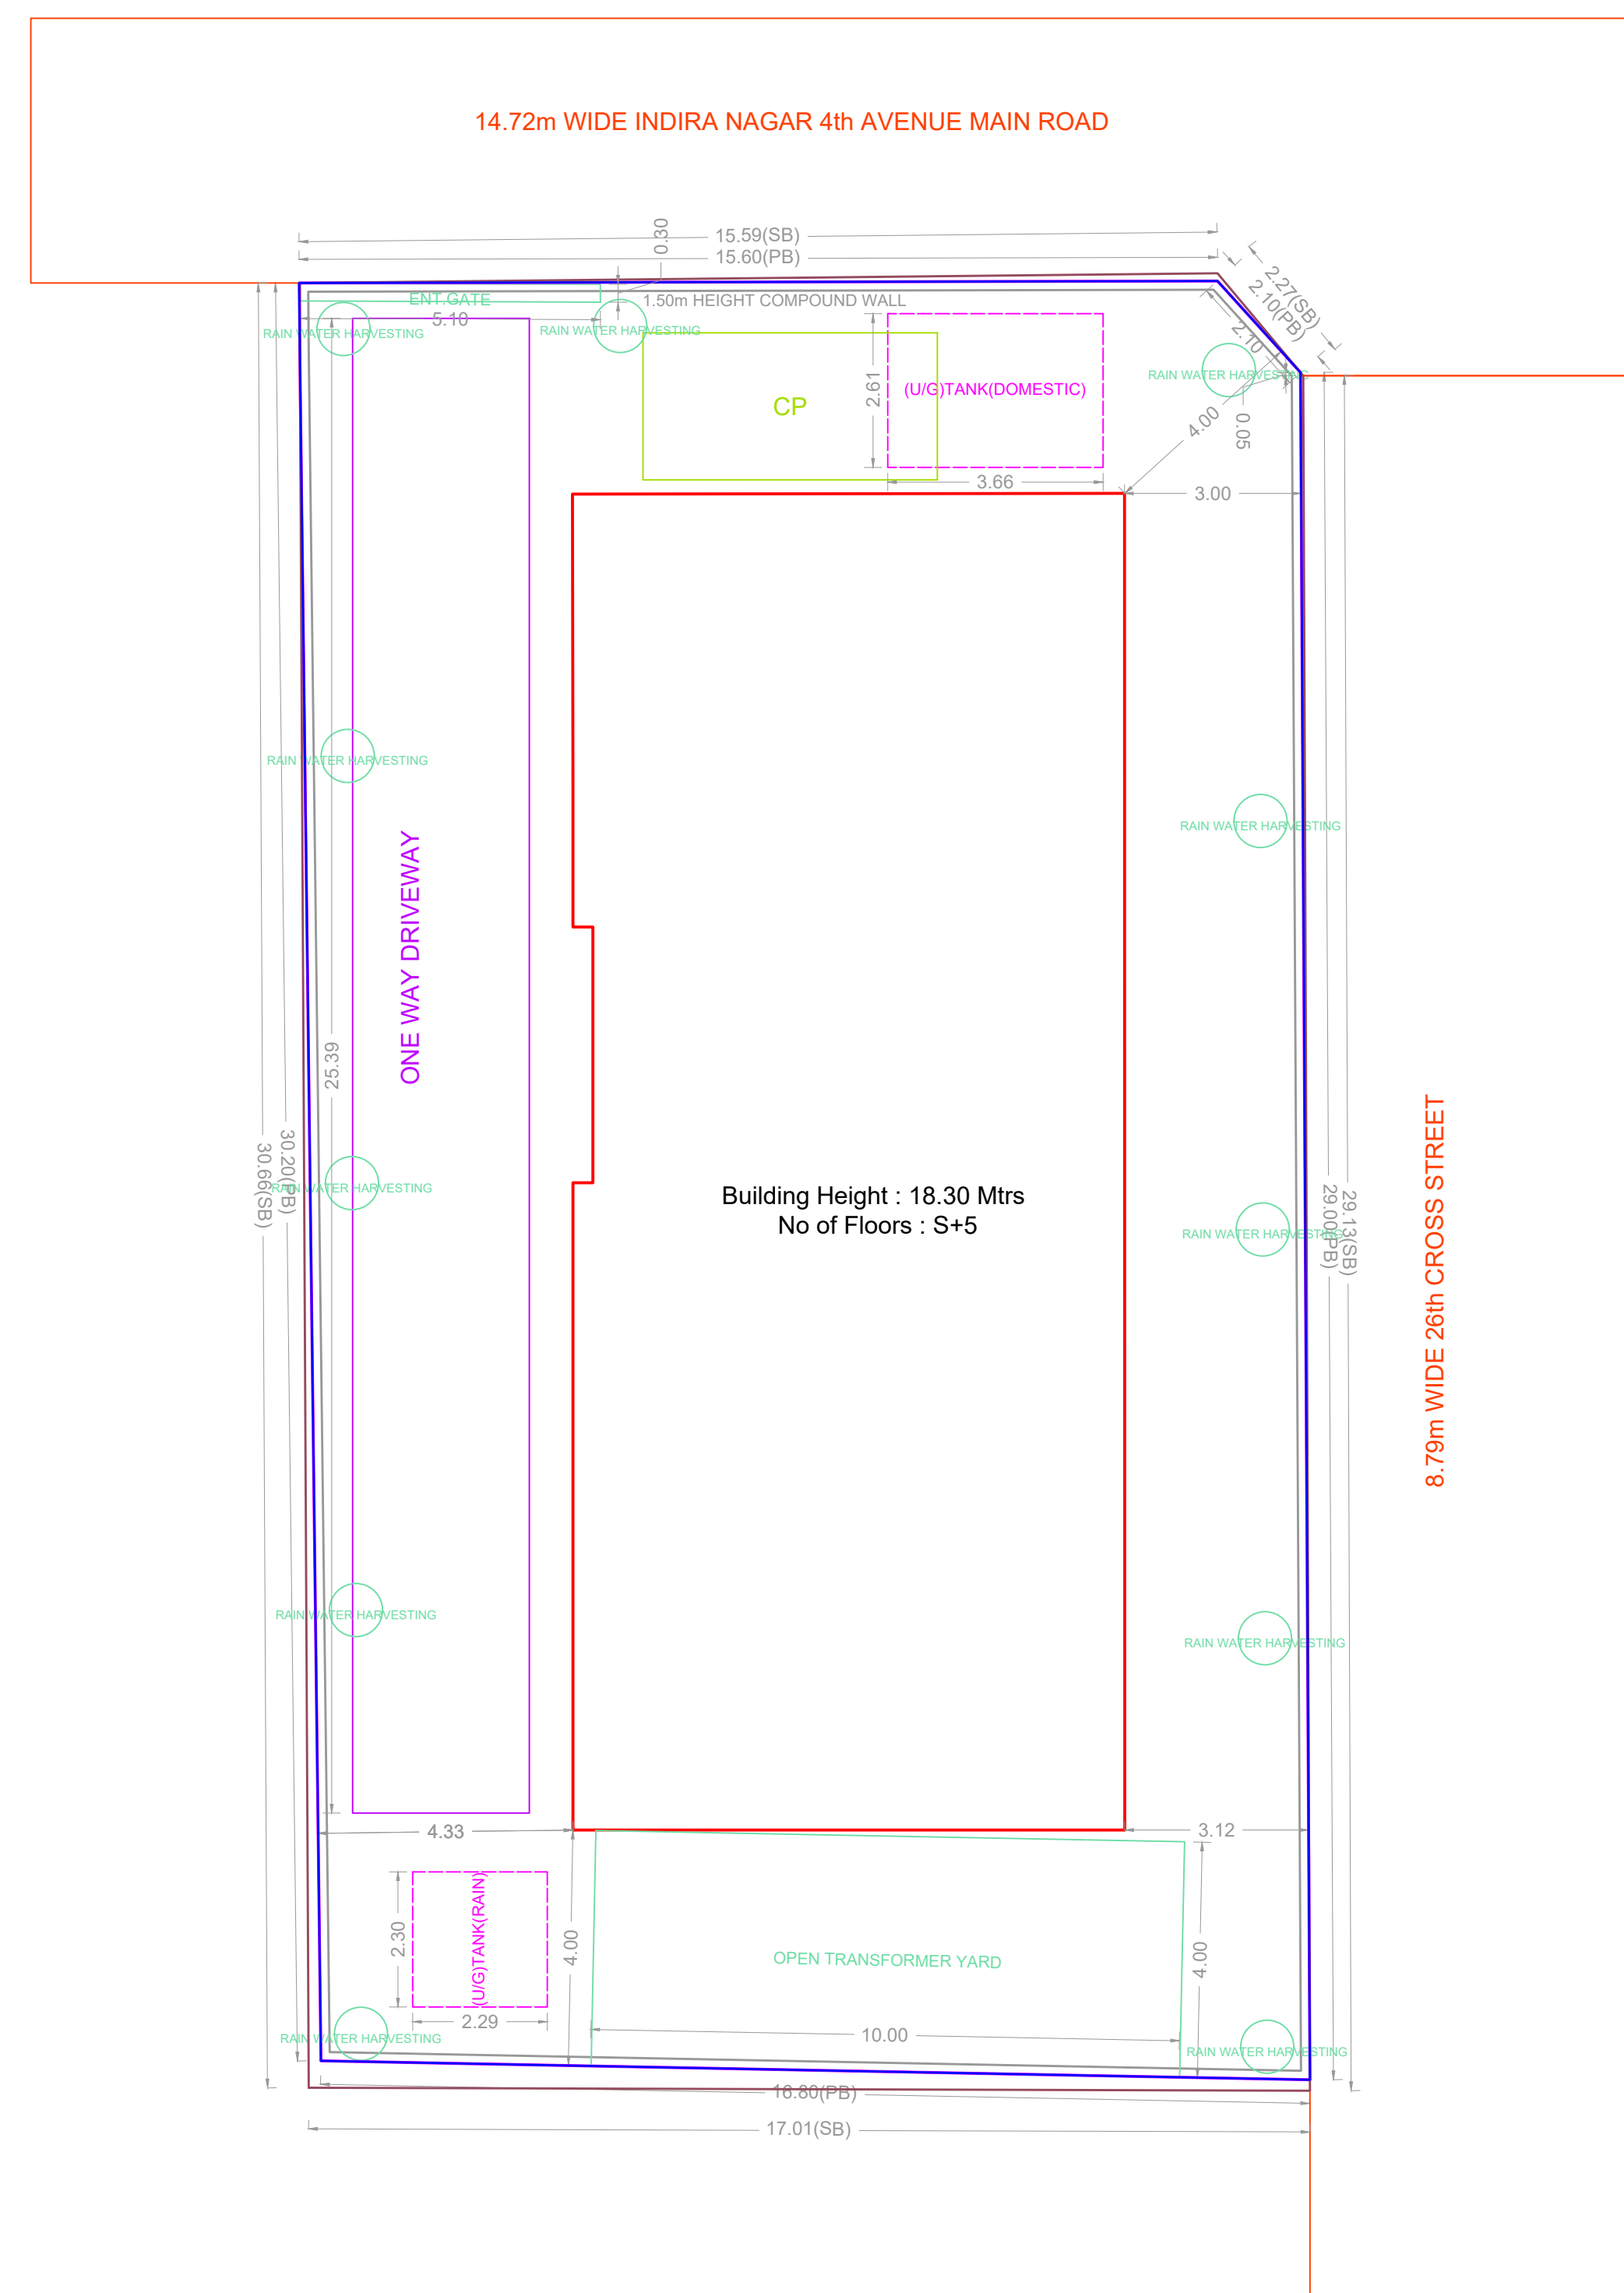 14.72m WIDE INDIRA NAGAR 4th AVENUE MAIN ROAD
0.30
15.59(SB)
15.60(PB)
2.27(SB)
2.10(PB)
ENT.GATE
1.50m HEIGHT COMPOUND WALL
5.10
RAIN WATER HARVESTING
RAIN WATER HARVESTING
2.10
RAIN WATER HARVESTING
2.61
(U/G)TANK(DOMESTIC)
CP
4.00
0.05
3.66
3.00
RAIN WATER HARVESTING
RAIN WATER HARVESTING
ONE WAY DRIVEWAY
25.39
30.66(SB)
30.20(PB)
RAIN WATER HARVESTING
Building Height : 18.30 Mtrs
No of Floors : S+5
RAIN WATER HARVESTING
29.00(PB)
29.13(SB)
8.79m WIDE 26th CROSS STREET
RAIN WATER HARVESTING
RAIN WATER HARVESTING
4.33
3.12
2.30
(U/G)TANK(RAIN)
4.00
OPEN TRANSFORMER YARD
4.00
2.29
10.00
RAIN WATER HARVESTING
RAIN WATER HARVESTING
16.80(PB)
17.01(SB)